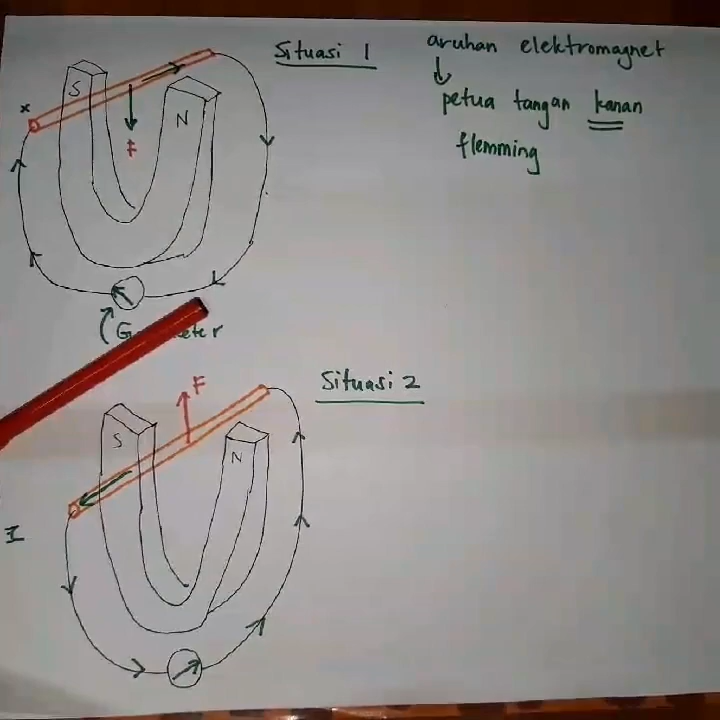 Situasi 1
aruhan elektromagnet
petua tangan kanan
flemming
S
N
x
F
G
Situasi 2
F
S
N
I